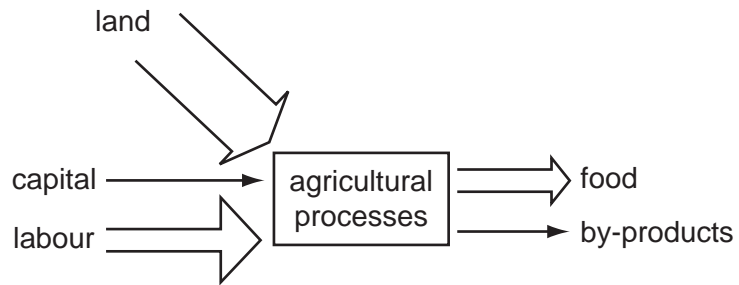 land
capital
labour
agricultural
processes
food
by-products